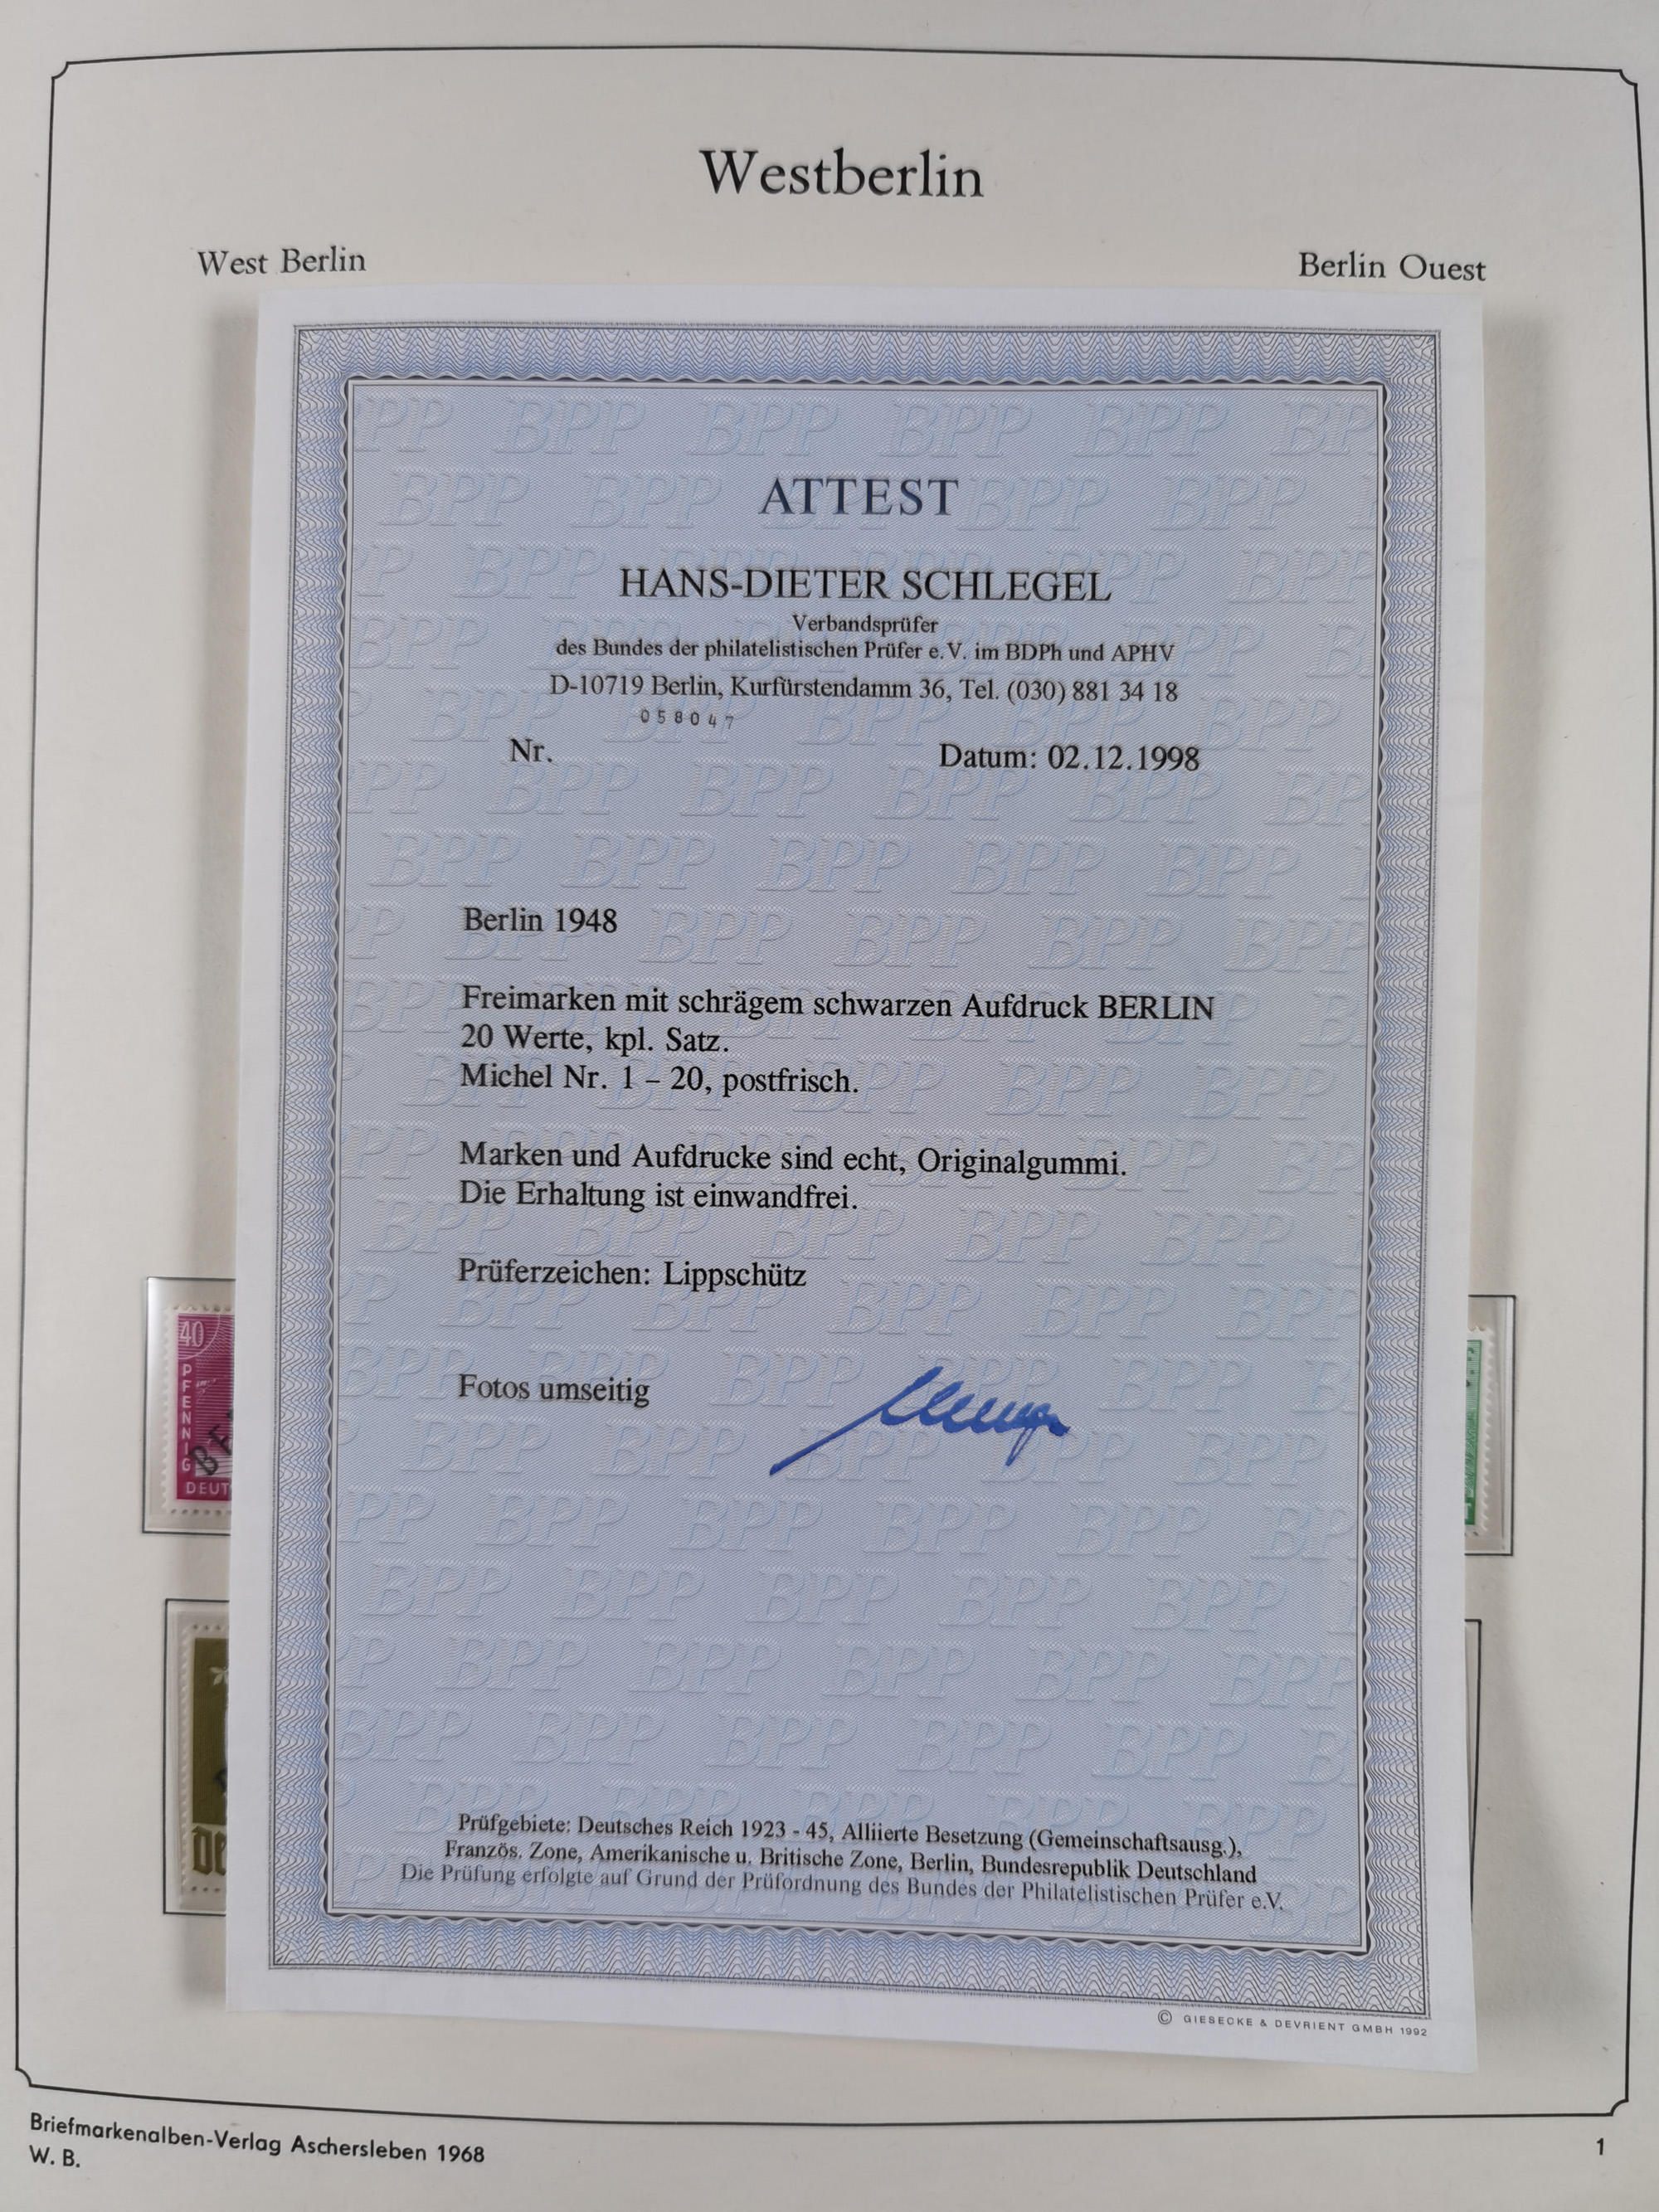 Westberlin
West Berlin
Berlin Ouest
ATTEST
HANS-DIETER SCHLEGEL
Verbandsprüfer
des Bundes der philatelistischen Prüfer e.V. im BDPh und APHV
D-10719 Berlin, Kurfürstendamm 36, Tel. (030) 881 34 18
058047
Nr.
Datum: 02.12.1998
Berlin 1948
Freimarken mit schrägem schwarzen Aufdruck BERLIN
20 Werte, kpl. Satz.
Michel Nr. 1 – 20, postfrisch.
Marken und Aufdrucke sind echt, Originalgummi.
Die Erhaltung ist einwandfrei.
Prüferzeichen: Lippschütz
Fotos umseitig
40
PFENNIG
BE
DEUT
DE
Prüfgebiete: Deutsches Reich 1923 - 45, Alliierte Besetzung (Gemeinschaftsausg.),
Französ. Zone, Amerikanische u. Britische Zone, Berlin, Bundesrepublik Deutschland
Die Prüfung erfolgte auf Grund der Prüfordnung des Bundes der Philatelistischen Prüfer e.V.
© GIESECKE & DEVRIENT GMBH 1992
Briefmarkenalben-Verlag Aschersleben 1968
W. B.
1